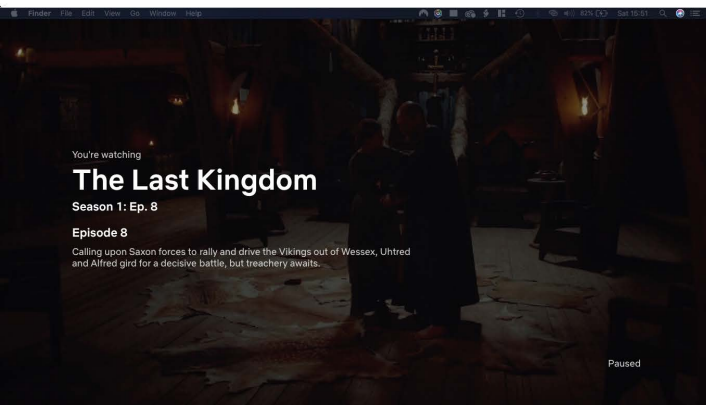 Finder File Edit View Go Window Help 92% Sat 15:51
You're watching
The Last Kingdom
Season 1: Ep. 8
Episode 8
Calling upon Saxon forces to rally and drive the Vikings out of Wessex, Uhtred
and Alfred gird for a decisive battle, but treachery awaits.
Paused